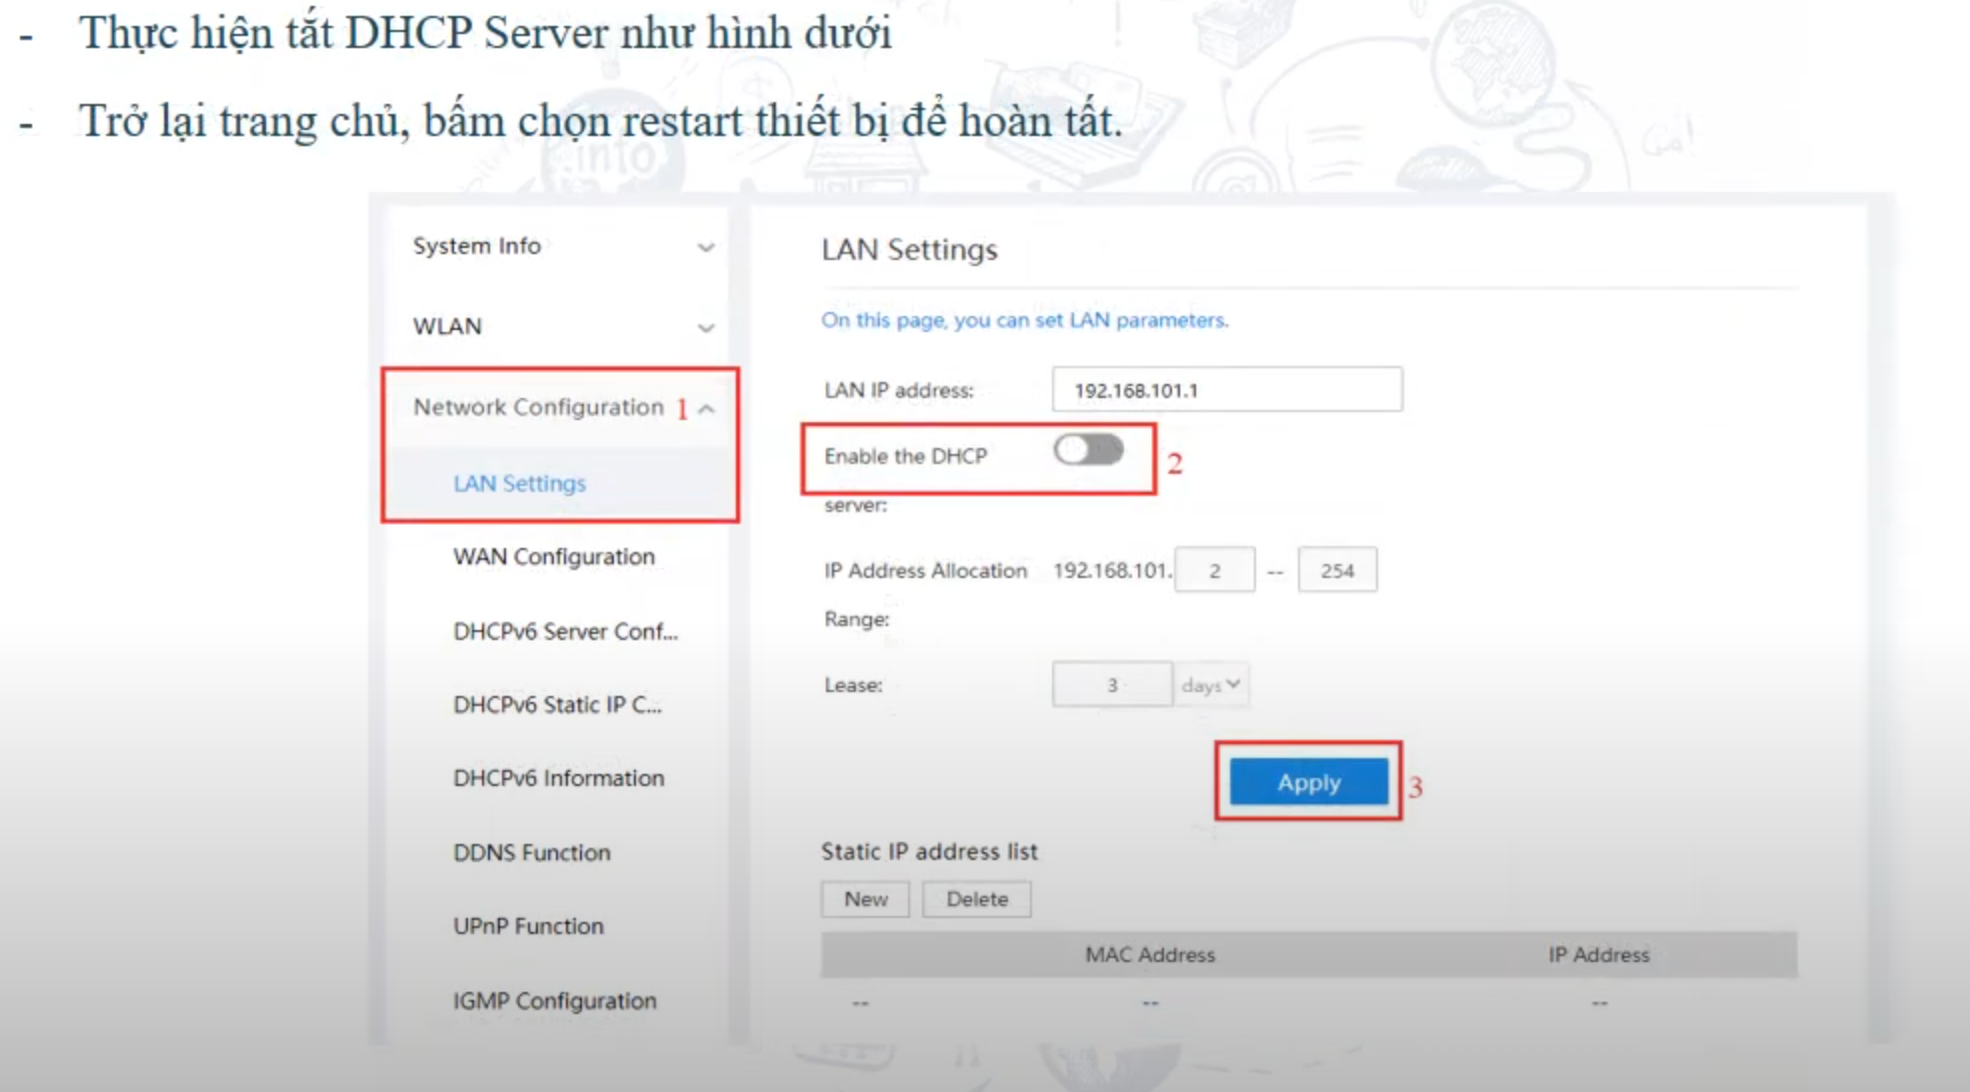 - Thực hiện tắt DHCP Server như hình dưới
- Trở lại trang chủ, bấm chọn restart thiết bị để hoàn tất.
info
Goal
System Info
WLAN
Network Configuration 1
LAN Settings
WAN Configuration
DHCPv6 Server Conf...
DHCPv6 Static IP C...
DHCPv6 Information
DDNS Function
UPnP Function
IGMP Configuration
LAN Settings
On this page, you can set LAN parameters.
LAN IP address: 192.168.101.1
Enable the DHCP 2
server:
IP Address Allocation 192.168.101. 2 -- 254
Range:
Lease: 3 days
Apply 3
Static IP address list
New Delete
MAC Address IP Address
-- -- --